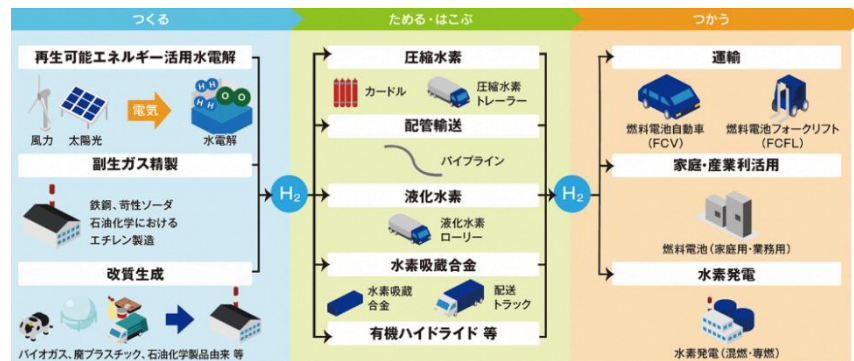 つくる
ためる・はこぶ
つかう
再生可能エネルギー活用水電解
電気
H H O O
風力
太陽光
水電解
副生ガス精製
鉄鋼、苛性ソーダ
石油化学における
エチレン製造
改質生成
バイオガス、廃プラスチック、石油化学製品由来 等
H₂
圧縮水素
カードル
圧縮水素
トレーラー
配管輸送
パイプライン
液化水素
液化水素
ローリー
水素吸蔵合金
水素吸蔵
合金
配送
トラック
有機ハイドライド 等
H₂
運輸
燃料電池自動車
(FCV)
燃料電池フォークリフト
(FCFL)
家庭・産業利活用
燃料電池(家庭用・業務用)
水素発電
水素発電(混燃・専燃)